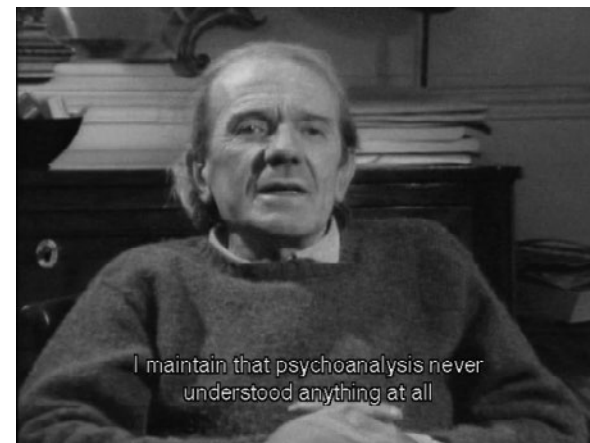 I maintain that psychoanalysis never
understood anything at all